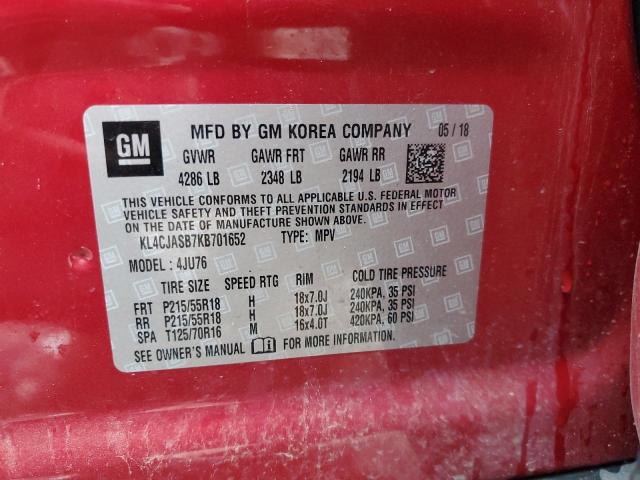 GM
MFD BY GM KOREA COMPANY 05/18
GVWR GAWR FRT GAWR RR
4286 LB 2348 LB 2194 LB
THIS VEHICLE CONFORMS TO ALL APPLICABLE U.S. FEDERAL MOTOR
VEHICLE SAFETY AND THEFT PREVENTION STANDARDS IN EFFECT
ON THE DATE OF MANUFACTURE SHOWN ABOVE.
KL4CJASB7KB701652 TYPE: MPV
MODEL: 4JU76
TIRE SIZE SPEED RTG RIM COLD TIRE PRESSURE
FRT P215/55R18 H 18x7.0J 240KPA, 35 PSI
RR P215/55R18 H 18x7.0J 240KPA, 35 PSI
SPA T125/70R16 M 16x4.0T 420KPA, 60 PSI
SEE OWNER'S MANUAL FOR MORE INFORMATION.